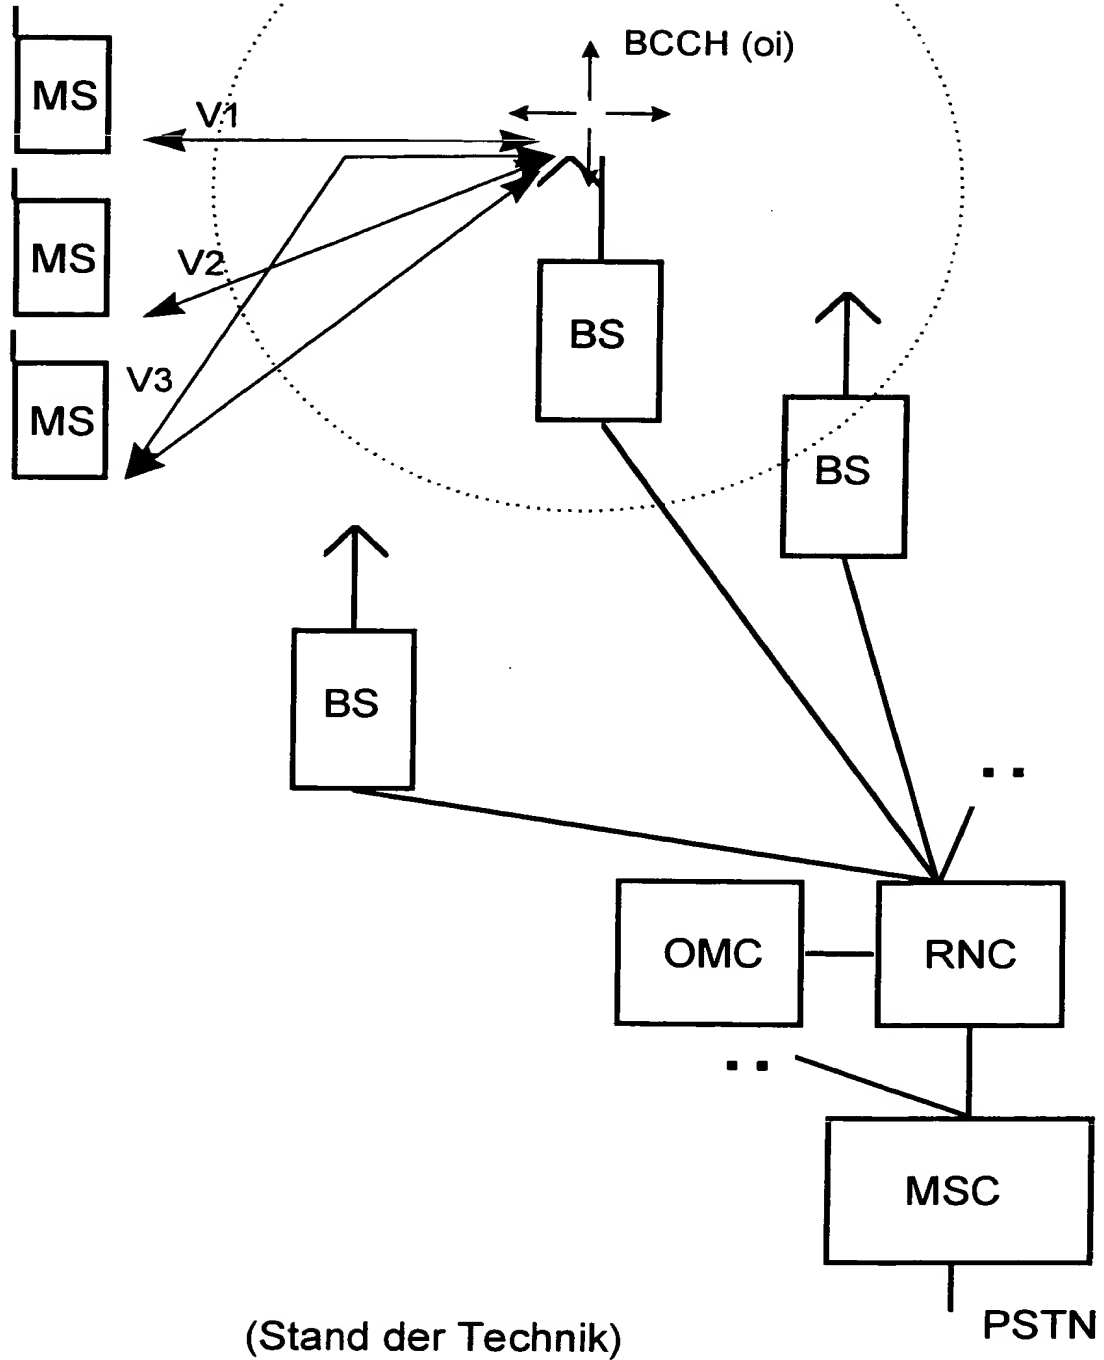 BCCH (oi)
MS
V1
MS
V2
BS
MS
V3
BS
BS
OMC
RNC
MSC
PSTN
(Stand der Technik)